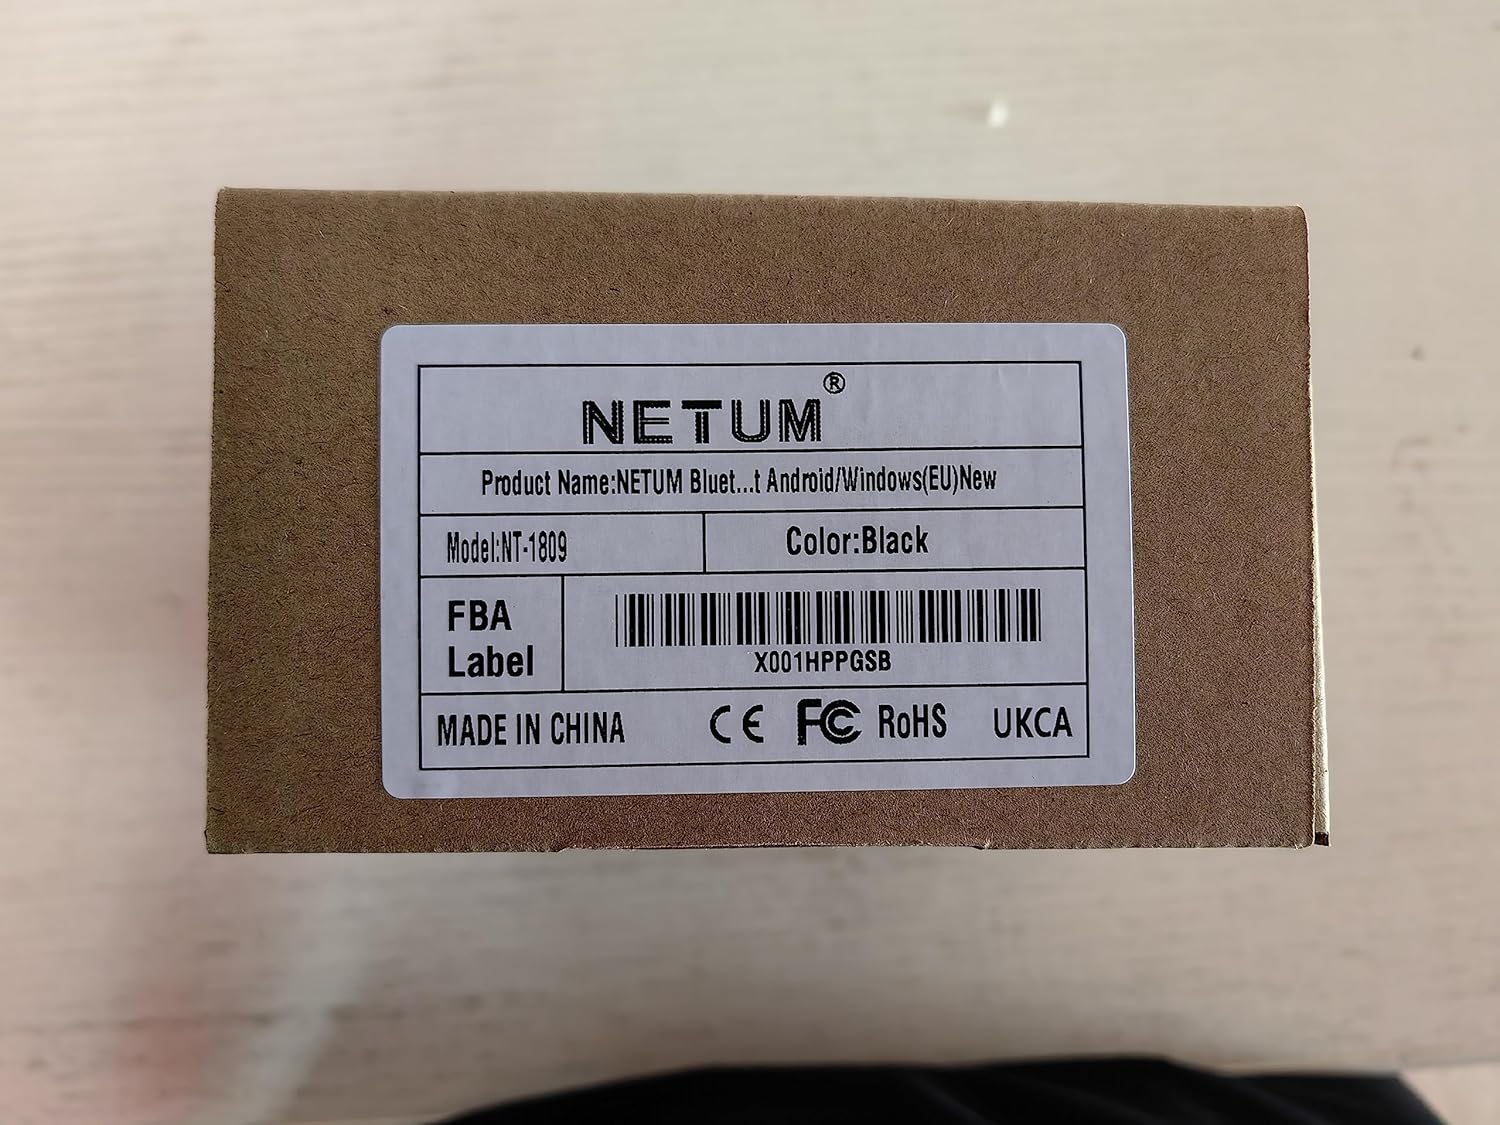 NETUM®
Product Name:NETUM Bluet...t Android/Windows(EU)New
Model:NT-1809 Color:Black
FBA
Label
X001HPPGSB
MADE IN CHINA CE FC RoHS UKCA